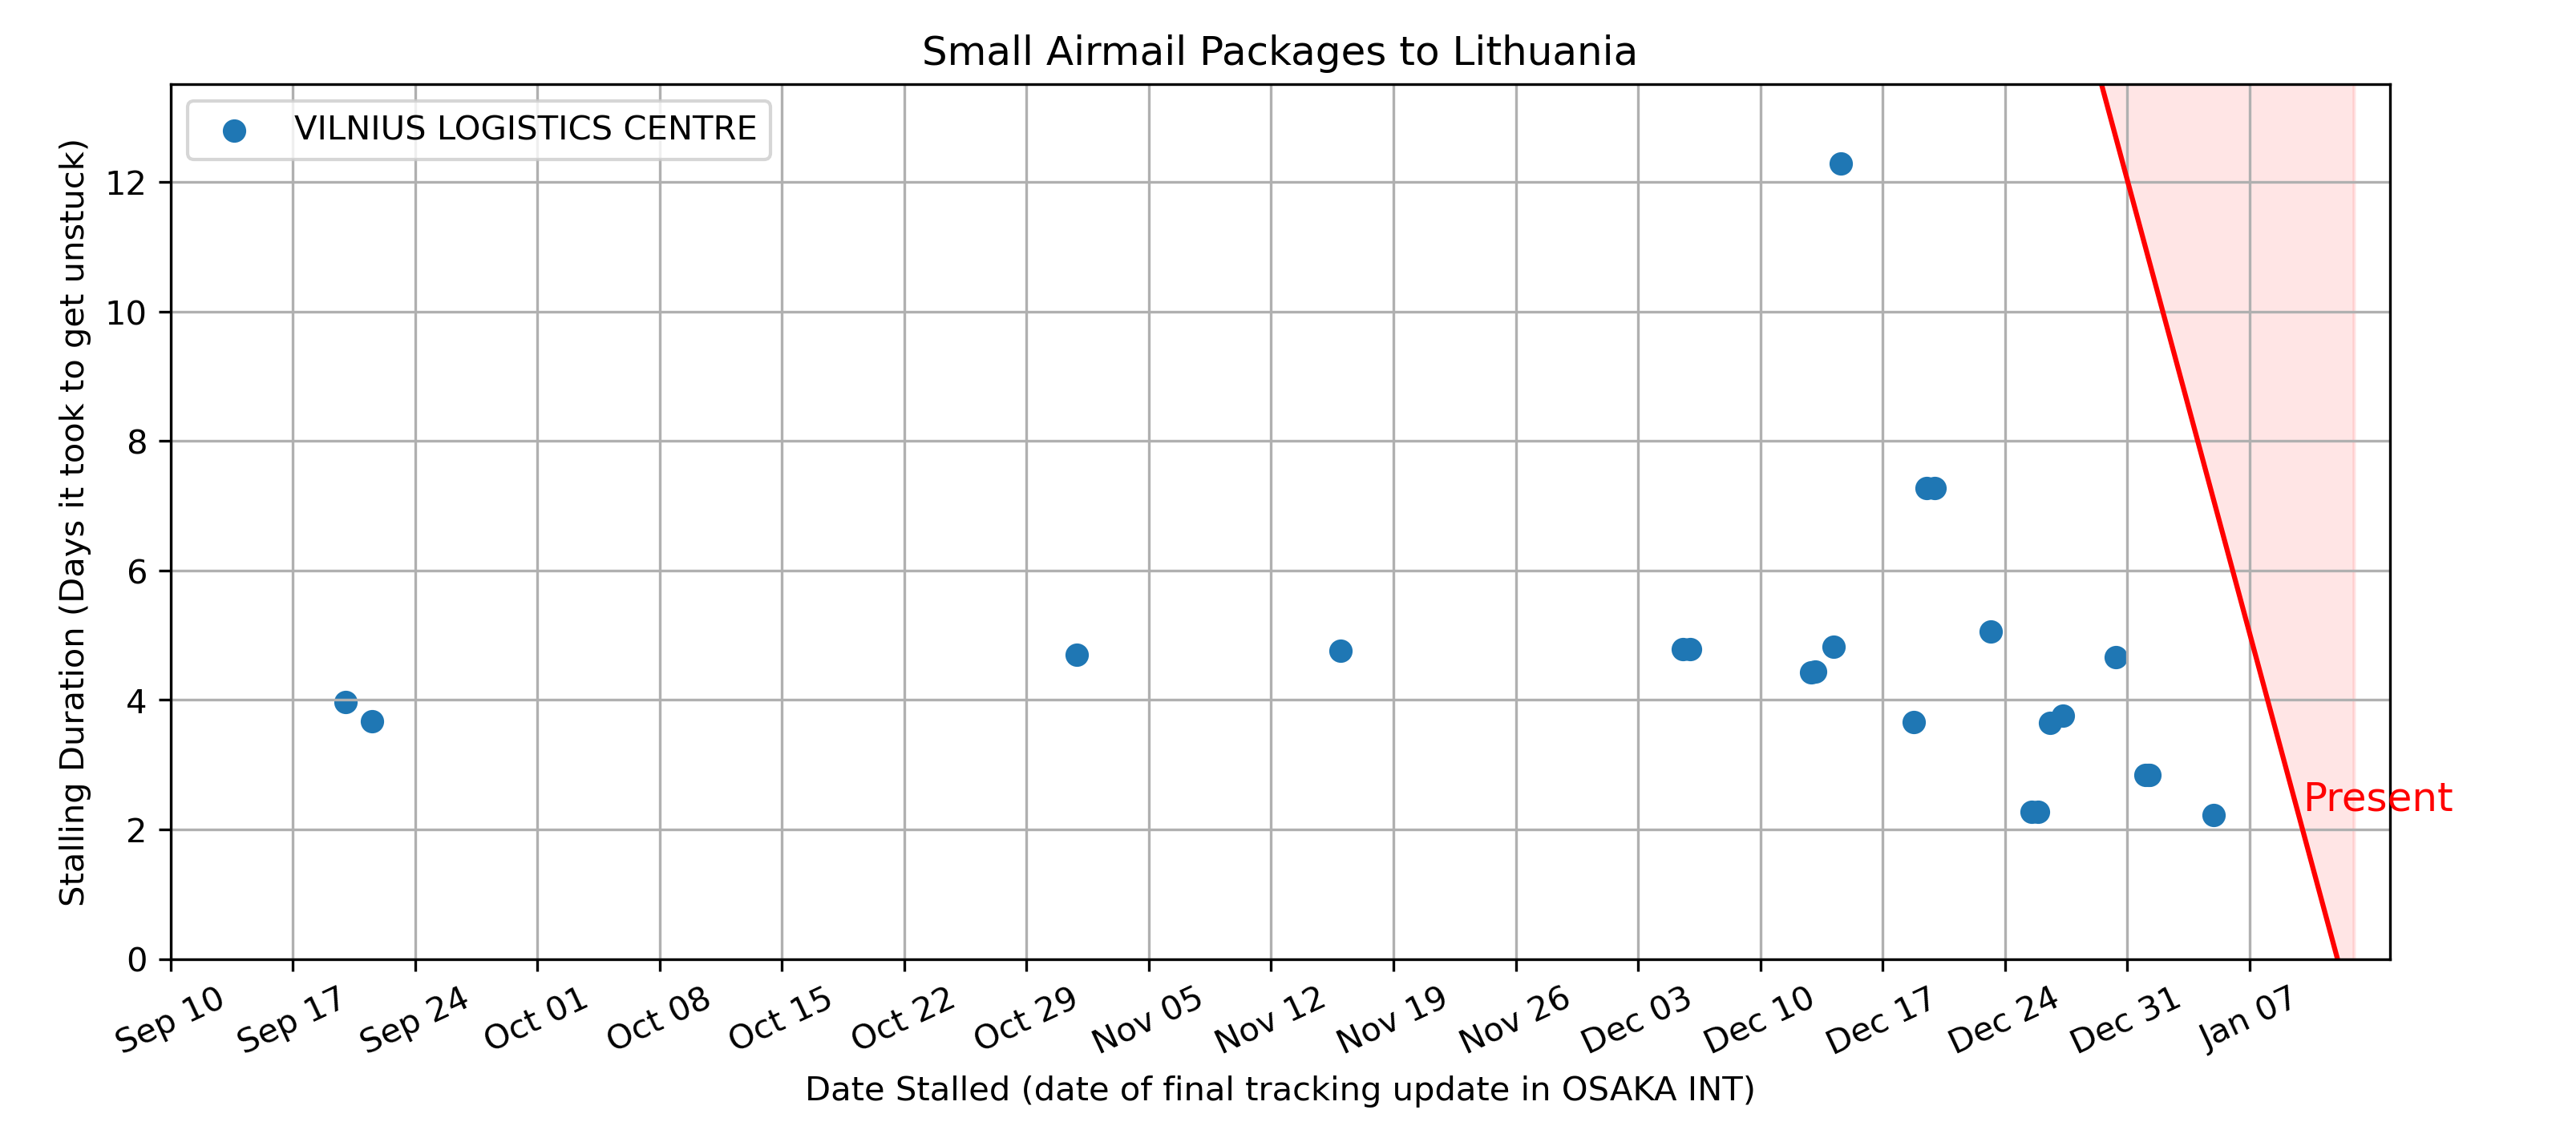 Small Airmail Packages to Lithuania
VILNIUS LOGISTICS CENTRE
Stalling Duration (Days it took to get unstuck)
12
10
8
6
4
2
0
Present
Sep 10
Sep 17
Sep 24
Oct 01
Oct 08
Oct 15
Oct 22
Oct 29
Nov 05
Nov 12
Nov 19
Nov 26
Dec 03
Dec 10
Dec 17
Dec 24
Dec 31
Jan 07
Date Stalled (date of final tracking update in OSAKA INT)